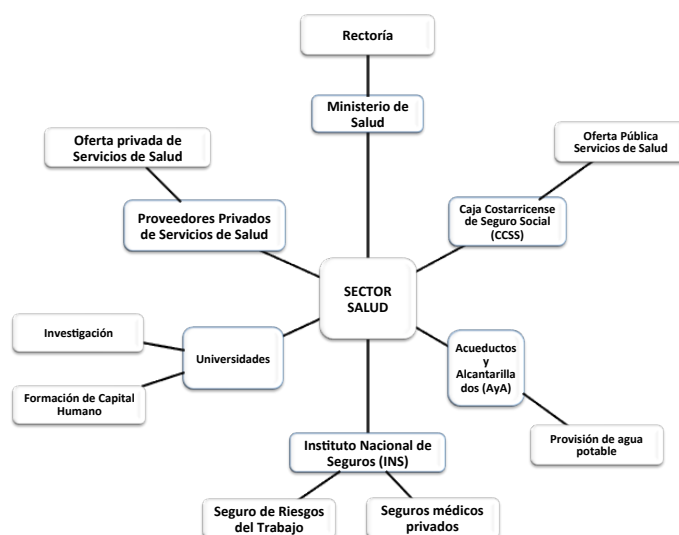 Rectoría
Ministerio de
Salud
Oferta privada de
Servicios de Salud
Proveedores Privados
de Servicios de Salud
Oferta Pública
Servicios de Salud
Caja Costarricense
de Seguro Social
(CCSS)
SECTOR
SALUD
Investigación
Universidades
Formación de Capital
Humano
Acueductos
y
Alcantarilla
dos (AyA)
Provisión de agua
potable
Instituto Nacional de
Seguros (INS)
Seguro de Riesgos
del Trabajo
Seguros médicos
privados